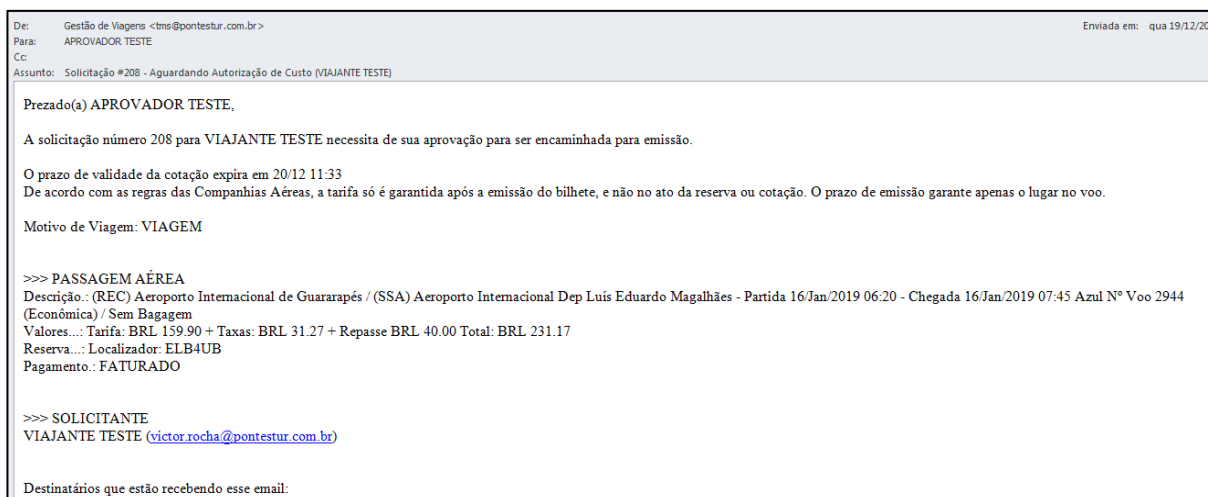 De: Gestão de Viagens <tms@pontestur.com.br> Enviada em: qua 19/12/20
Para: APROVADOR TESTE
Cc:
Assunto: Solicitação #208 - Aguardando Autorização de Custo (VIAJANTE TESTE)
Prezado(a) APROVADOR TESTE,
A solicitação número 208 para VIAJANTE TESTE necessita de sua aprovação para ser encaminhada para emissão.
O prazo de validade da cotação expira em 20/12 11:33
De acordo com as regras das Companhias Aéreas, a tarifa só é garantida após a emissão do bilhete, e não no ato da reserva ou cotação. O prazo de emissão garante apenas o lugar no voo.
Motivo de Viagem: VIAGEM
>>> PASSAGEM AÉREA
Descrição.: (REC) Aeroporto Internacional de Guararapés / (SSA) Aeroporto Internacional Dep Luís Eduardo Magalhães - Partida 16/Jan/2019 06:20 - Chegada 16/Jan/2019 07:45 Azul Nº Voo 2944
(Econômica) / Sem Bagagem
Valores...: Tarifa: BRL 159.90 + Taxas: BRL 31.27 + Repasse BRL 40.00 Total: BRL 231.17
Reserva...: Localizador: ELB4UB
Pagamento.: FATURADO
>>> SOLICITANTE
VIAJANTE TESTE (victor.rocha@pontestur.com.br)
Destinatários que estão recebendo esse email: